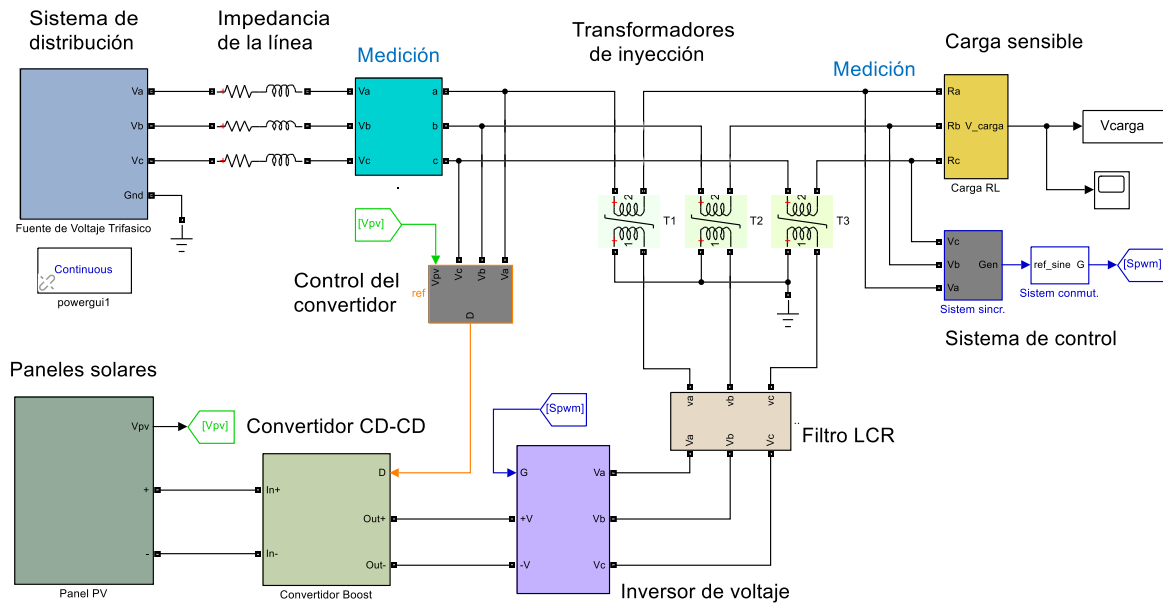 Sistema de
distribución
Impedancia
de la línea
Medición
Transformadores
de inyección
Medición
Carga sensible
Va
Vb
Vc
Gnd
Fuente de Voltaje Trifasico
Va
Vb
Vc
a
b
c
Ra
Rb
Rc
V_carga
Carga RL
Vcarga
2
1
T1
2
1
T2
2
1
T3
Continuous
powergui1
[Vpv]
Control del
convertidor
ref
Vpv
Vc
Vb
Va
D
Vc
Vb
Va
Gen
Sistem sincr.
ref_sine
G
Sistem conmut.
[Spwm]
Sistema de control
Paneles solares
Vpv
+
-
Panel PV
[Vpv]
Convertidor CD-CD
In+
In-
D
Out+
Out-
Convertidor Boost
[Spwm]
G
+V
-V
Va
Vb
Vc
Inversor de voltaje
va
vb
vc
Va
Vb
Vc
Filtro LCR